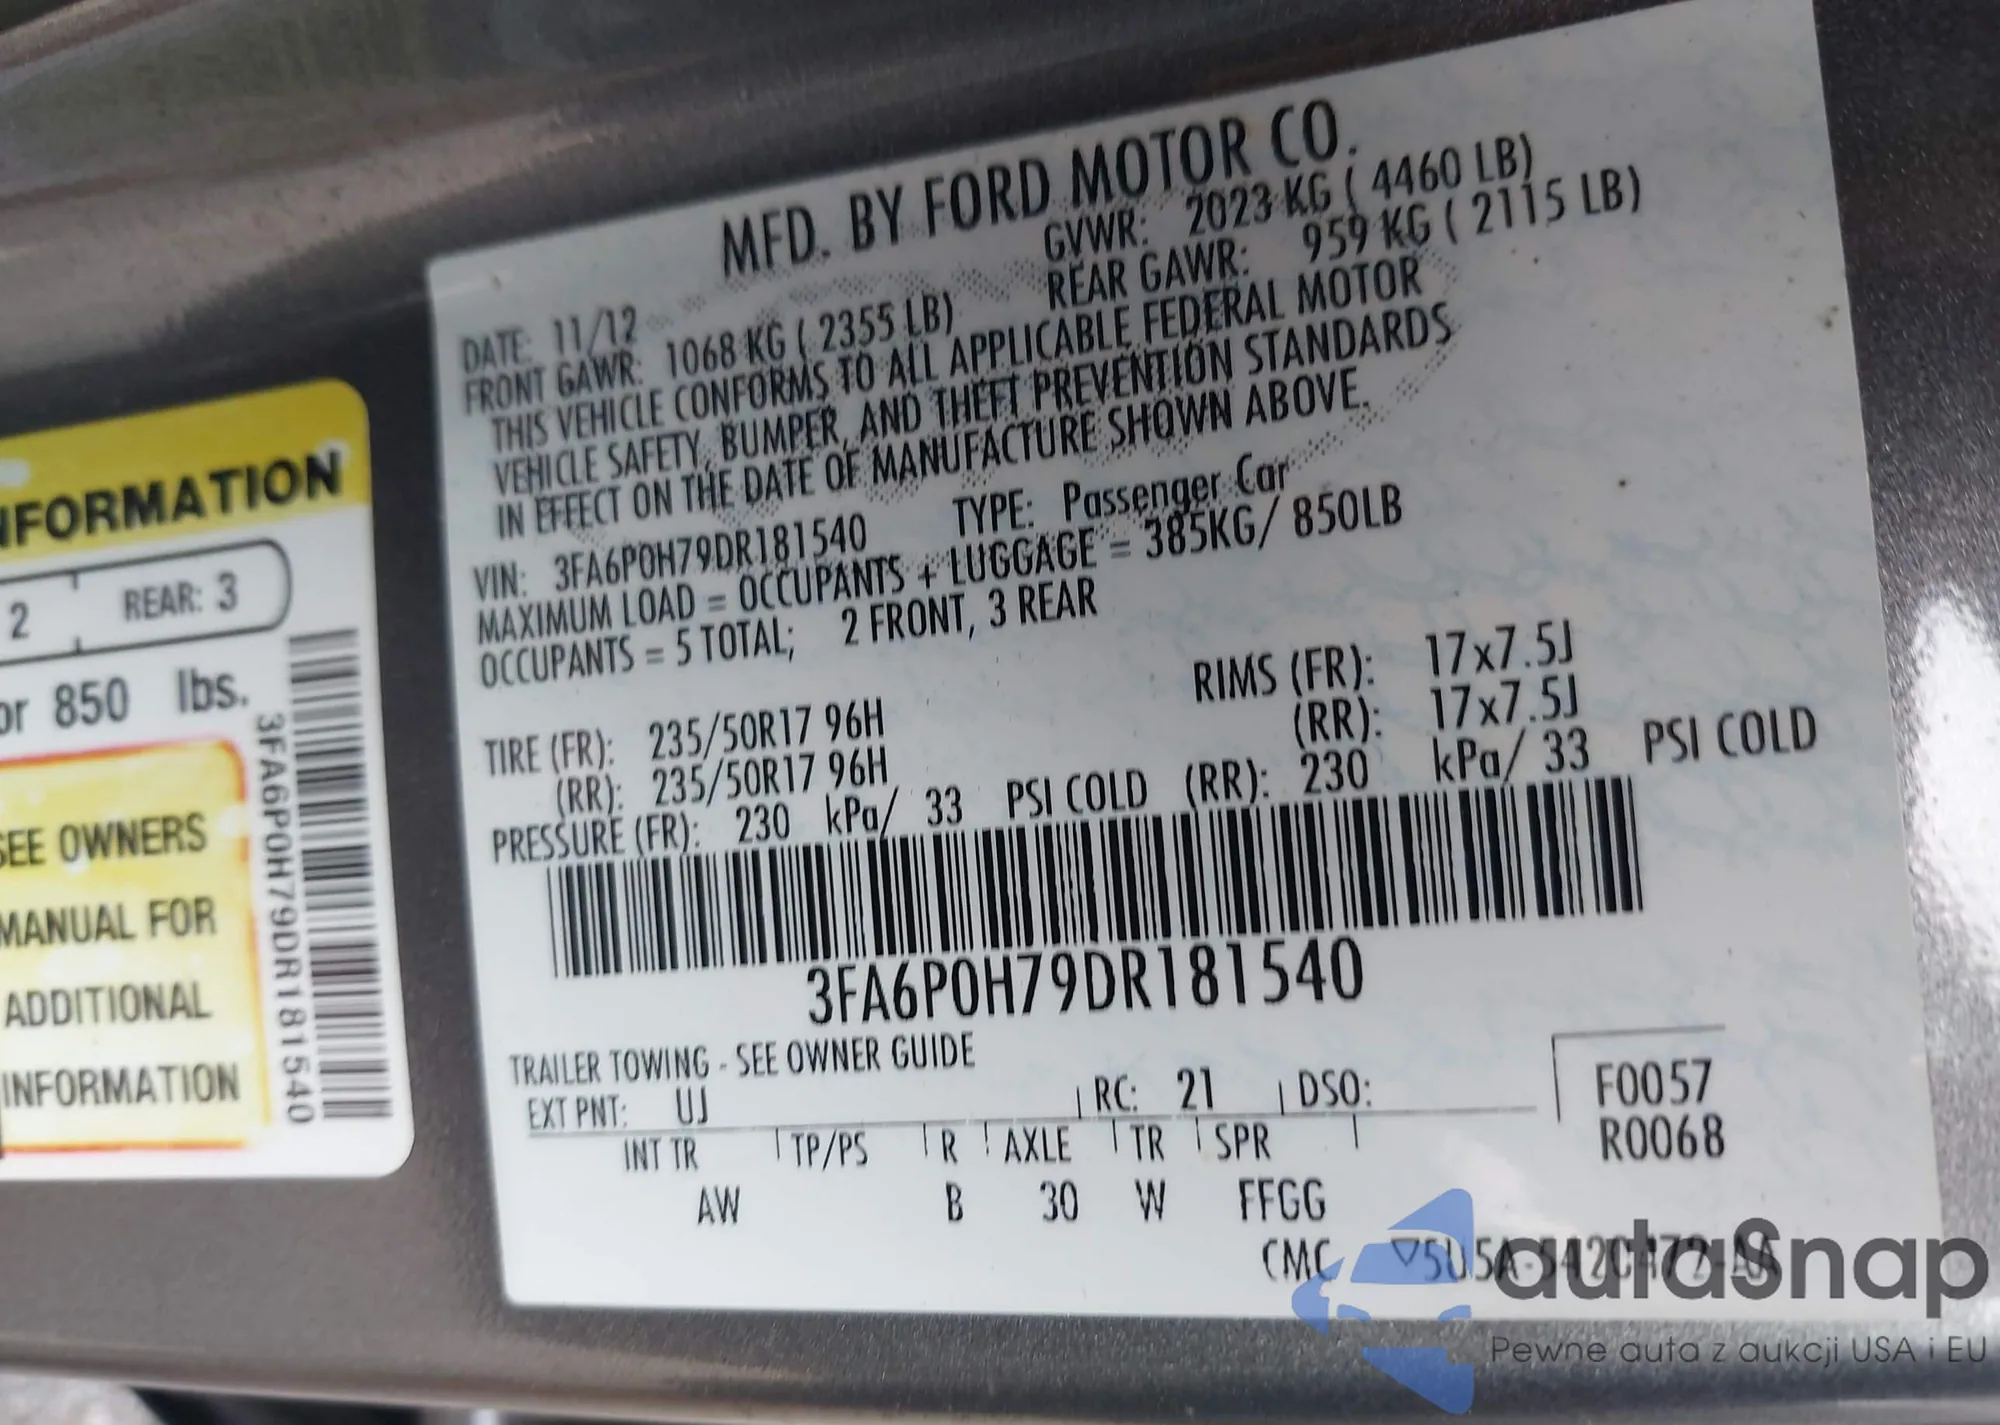 NFORMATION
2 REAR: 3
or 850 lbs.
SEE OWNERS
MANUAL FOR
ADDITIONAL
INFORMATION
3FA6P0H79DR181540
MFD. BY FORD MOTOR CO.
DATE: 11/12 GVWR: 2023 KG ( 4460 LB)
FRONT GAWR: 1068 KG ( 2355 LB) REAR GAWR: 959 KG ( 2115 LB)
THIS VEHICLE CONFORMS TO ALL APPLICABLE FEDERAL MOTOR
VEHICLE SAFETY, BUMPER, AND THEFT PREVENTION STANDARDS
IN EFFECT ON THE DATE OF MANUFACTURE SHOWN ABOVE.
VIN: 3FA6P0H79DR181540 TYPE: Passenger Car
MAXIMUM LOAD = OCCUPANTS + LUGGAGE = 385KG/ 850LB
OCCUPANTS = 5 TOTAL; 2 FRONT, 3 REAR
TIRE (FR): 235/50R17 96H RIMS (FR): 17x7.5J
(RR): 235/50R17 96H (RR): 17x7.5J
PRESSURE (FR): 230 kPa/ 33 PSI COLD (RR): 230 kPa/ 33 PSI COLD
3FA6P0H79DR181540
TRAILER TOWING - SEE OWNER GUIDE
EXT PNT: UJ RC: 21 DSO: F0057
INT TR TP/PS R AXLE TR SPR R0068
AW B 30 W FFGG
CMC
autaSnap
Pewne auta z aukcji USA i EU